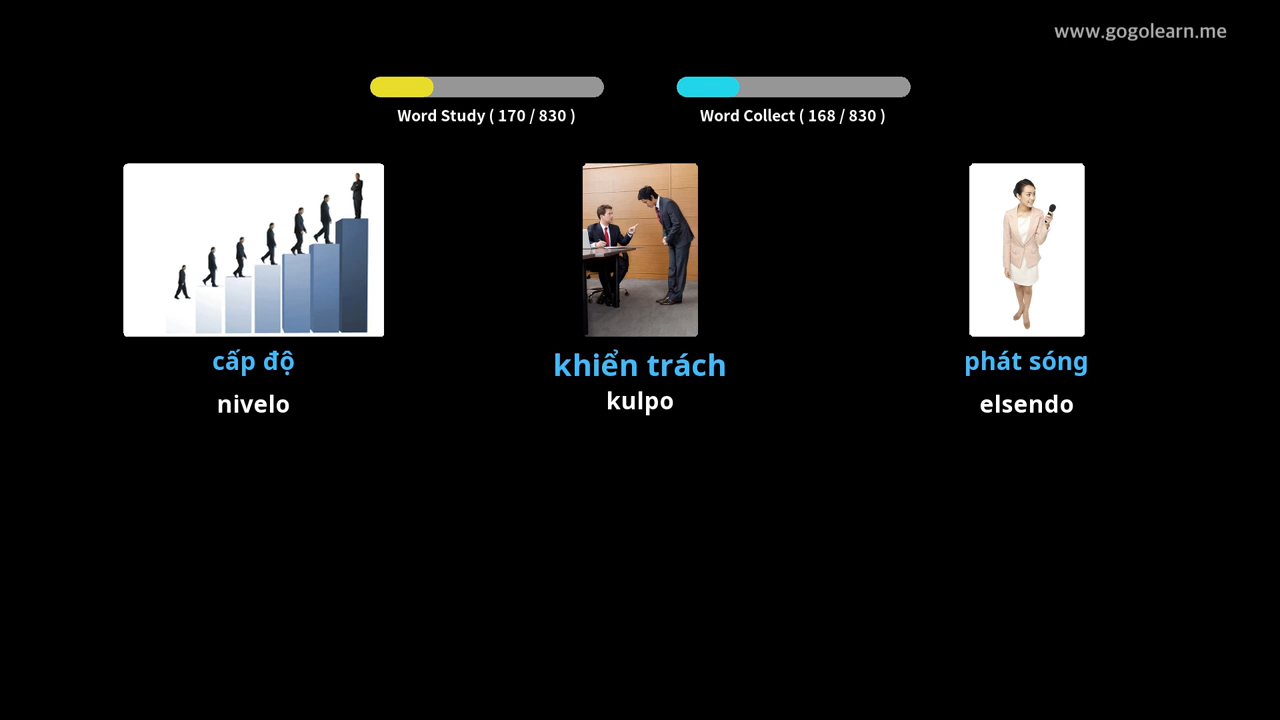 www.gogolearn.me
Word Study ( 170 / 830 )
Word Collect ( 168 / 830 )
cấp độ
nivelo
khiển trách
kulpo
phát sóng
elsendo